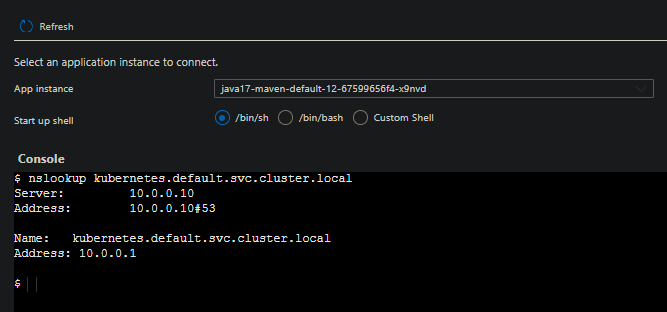 Refresh
Select an application instance to connect.
App instance java17-maven-default-12-67599656f4-x9nvd
Start up shell /bin/sh /bin/bash Custom Shell
Console
$ nslookup kubernetes.default.svc.cluster.local
Server: 10.0.0.10
Address: 10.0.0.10#53
Name: kubernetes.default.svc.cluster.local
Address: 10.0.0.1
$